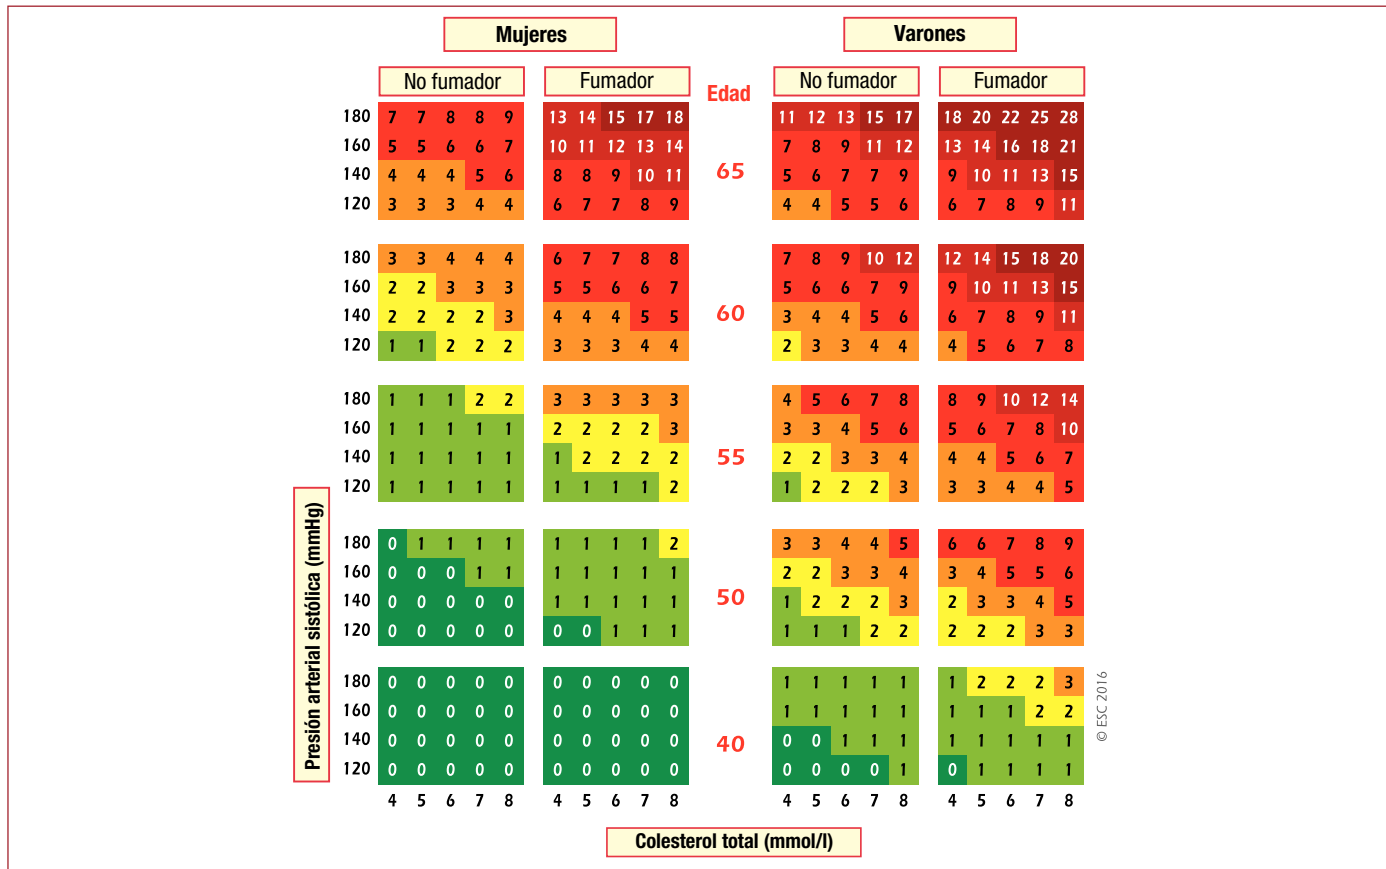 Mujeres Varones
No fumador Fumador No fumador Fumador
Edad
180 7 7 8 8 9 13 14 15 17 18 11 12 13 15 17 18 20 22 25 28
160 5 5 6 6 7 10 11 12 13 14 7 8 9 11 12 13 14 16 18 21
65
140 4 4 4 5 6 8 8 9 10 11 5 6 7 7 9 9 10 11 13 15
120 3 3 3 4 4 6 7 7 8 9 4 4 5 5 6 6 7 8 9 11
180 3 3 4 4 4 6 7 7 8 8 7 8 9 10 12 12 14 15 18 20
160 2 2 3 3 3 5 5 6 6 7 5 6 6 7 9 9 10 11 13 15
60
140 2 2 2 2 3 4 4 4 5 5 3 4 4 5 6 6 7 8 9 11
120 1 1 2 2 2 3 3 3 4 4 2 3 3 4 4 4 5 6 7 8
180 1 1 1 2 2 3 3 3 3 3 4 5 6 7 8 8 9 10 12 14
160 1 1 1 1 1 2 2 2 2 3 3 3 4 5 6 5 6 7 8 10
55
140 1 1 1 1 1 1 2 2 2 2 2 2 3 3 4 4 4 5 6 7
120 1 1 1 1 1 1 1 1 1 2 1 2 2 2 3 3 3 4 4 5
180 0 1 1 1 1 1 1 1 1 2 3 3 4 4 5 6 6 7 8 9
160 0 0 0 1 1 1 1 1 1 1 2 2 3 3 4 3 4 5 5 6
50
140 0 0 0 0 0 1 1 1 1 1 1 2 2 2 3 2 3 3 4 5
120 0 0 0 0 0 0 0 1 1 1 1 1 1 2 2 2 2 2 3 3
180 0 0 0 0 0 0 0 0 0 0 1 1 1 1 1 1 2 2 2 3
160 0 0 0 0 0 0 0 0 0 0 1 1 1 1 1 1 1 1 2 2
40
140 0 0 0 0 0 0 0 0 0 0 0 0 1 1 1 1 1 1 1 1
120 0 0 0 0 0 0 0 0 0 0 0 0 0 0 1 0 1 1 1 1
4 5 6 7 8 4 5 6 7 8 4 5 6 7 8 4 5 6 7 8
Presión arterial sistólica (mmHg)
Colesterol total (mmol/l)
© ESC 2016